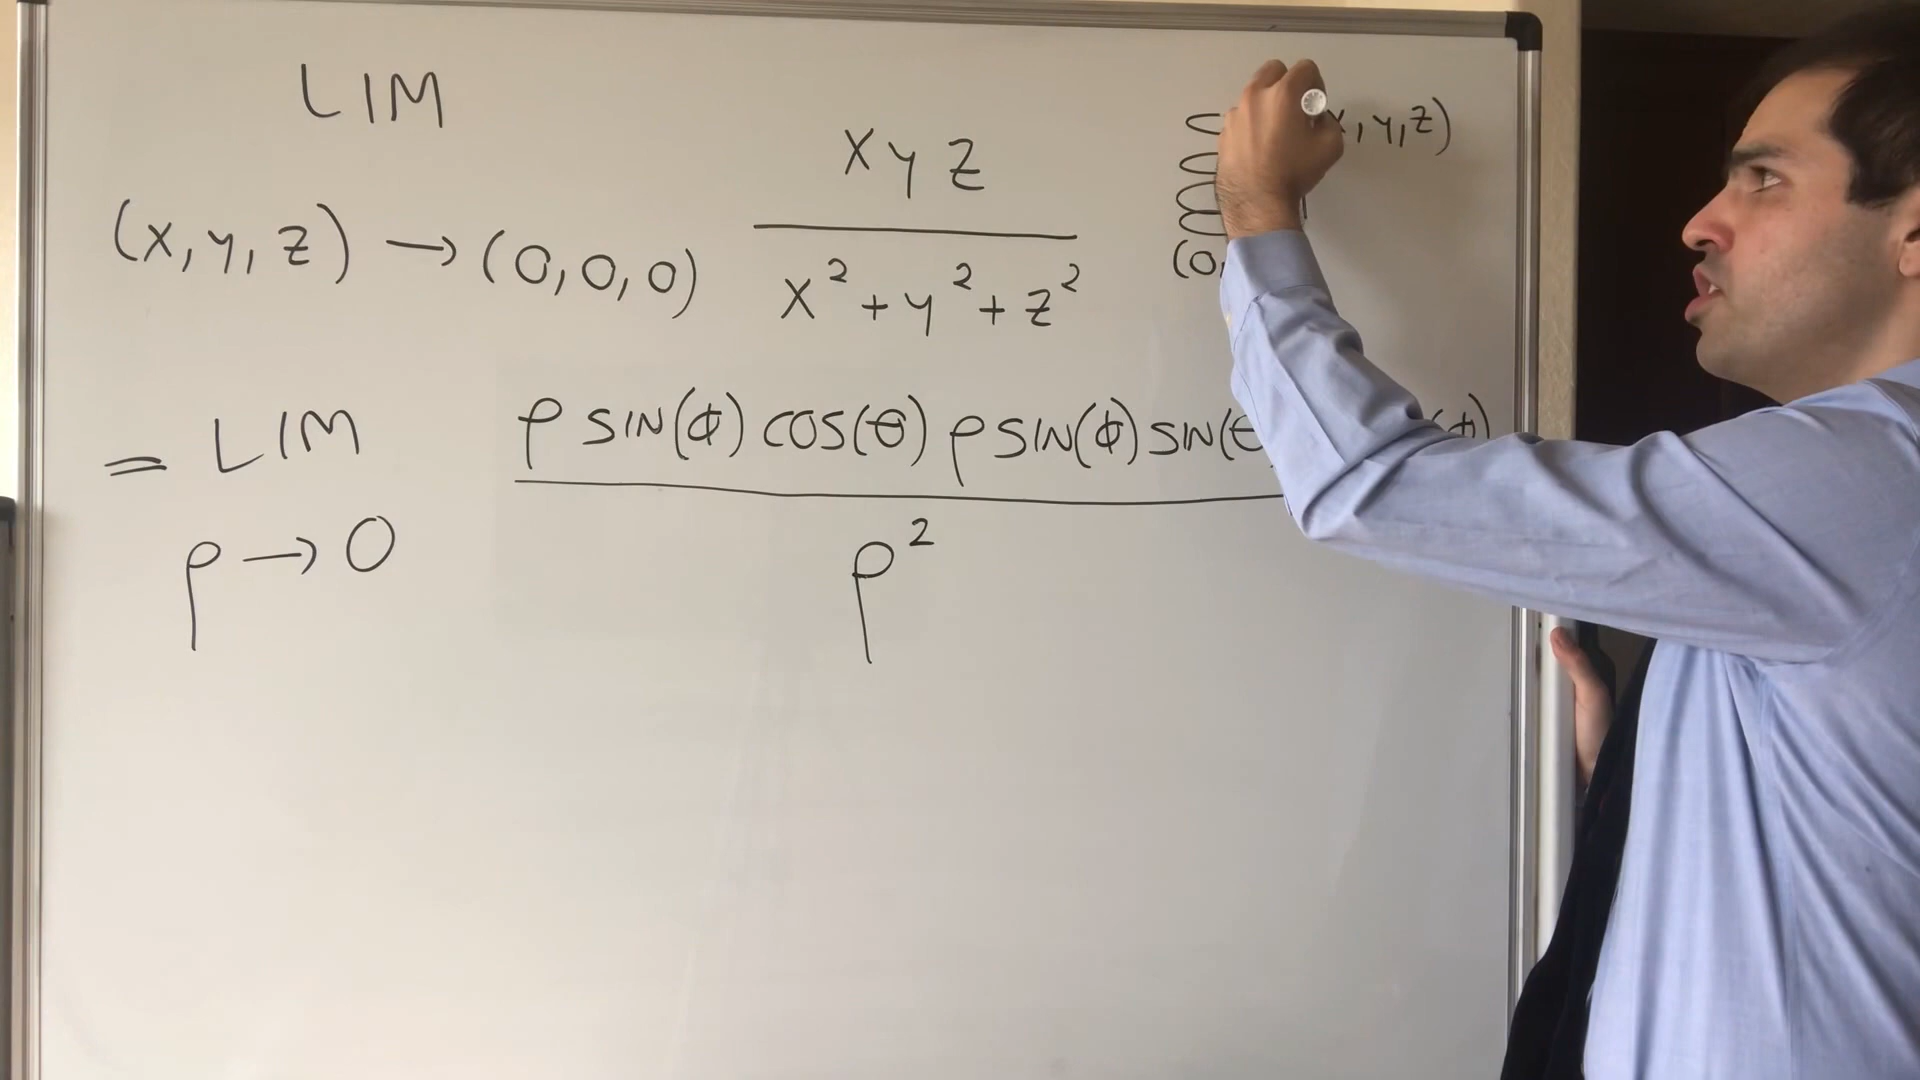 LIM
(x, y, z) → (0, 0, 0)
xyz
x² + y² + z²
, y, z)
(0,
= LIM
ρ → 0
ρ SIN(ϕ) COS(θ) ρ SIN(ϕ) SIN(θ
(ϕ)
ρ²